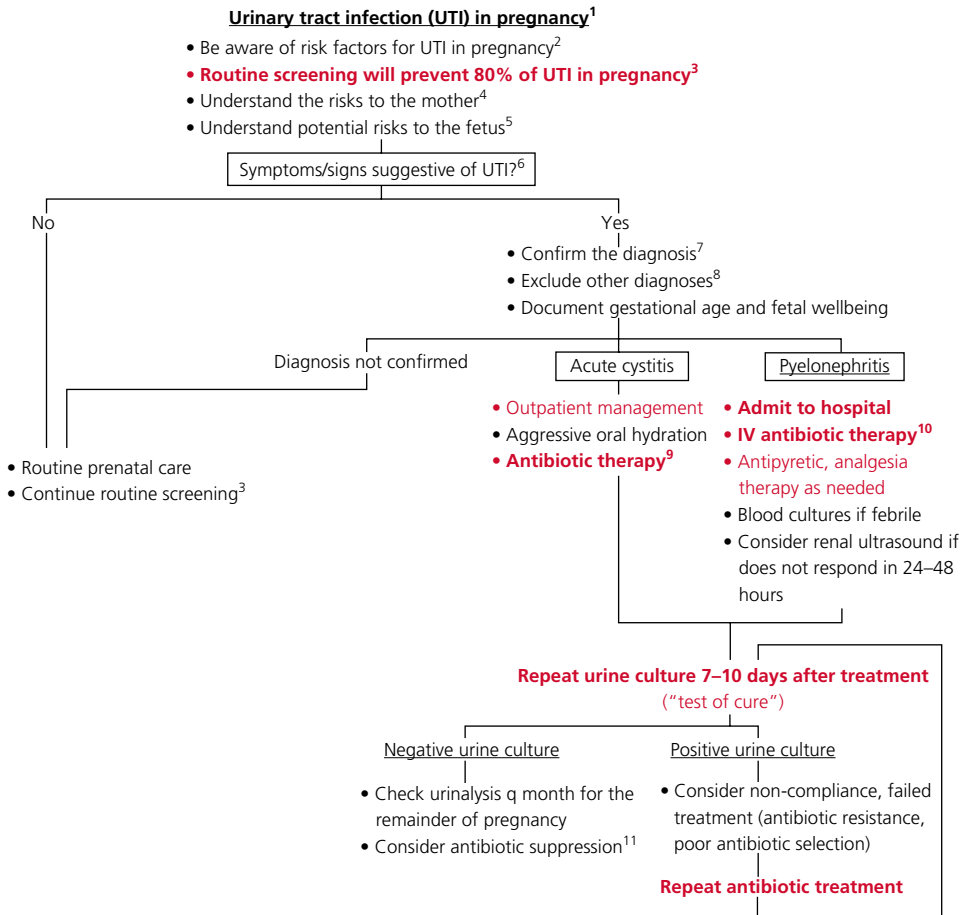 Urinary tract infection (UTI) in pregnancy1
• Be aware of risk factors for UTI in pregnancy2
• Routine screening will prevent 80% of UTI in pregnancy3
• Understand the risks to the mother4
• Understand potential risks to the fetus5
Symptoms/signs suggestive of UTI?6
No
Yes
• Confirm the diagnosis7
• Exclude other diagnoses8
• Document gestational age and fetal wellbeing
Diagnosis not confirmed
• Routine prenatal care
• Continue routine screening3
Acute cystitis
• Outpatient management
• Aggressive oral hydration
• Antibiotic therapy9
Pyelonephritis
• Admit to hospital
• IV antibiotic therapy10
• Antipyretic, analgesia
therapy as needed
• Blood cultures if febrile
• Consider renal ultrasound if
does not respond in 24–48
hours
Repeat urine culture 7–10 days after treatment
(“test of cure”)
Negative urine culture
• Check urinalysis q month for the
remainder of pregnancy
• Consider antibiotic suppression11
Positive urine culture
• Consider non-compliance, failed
treatment (antibiotic resistance,
poor antibiotic selection)
Repeat antibiotic treatment